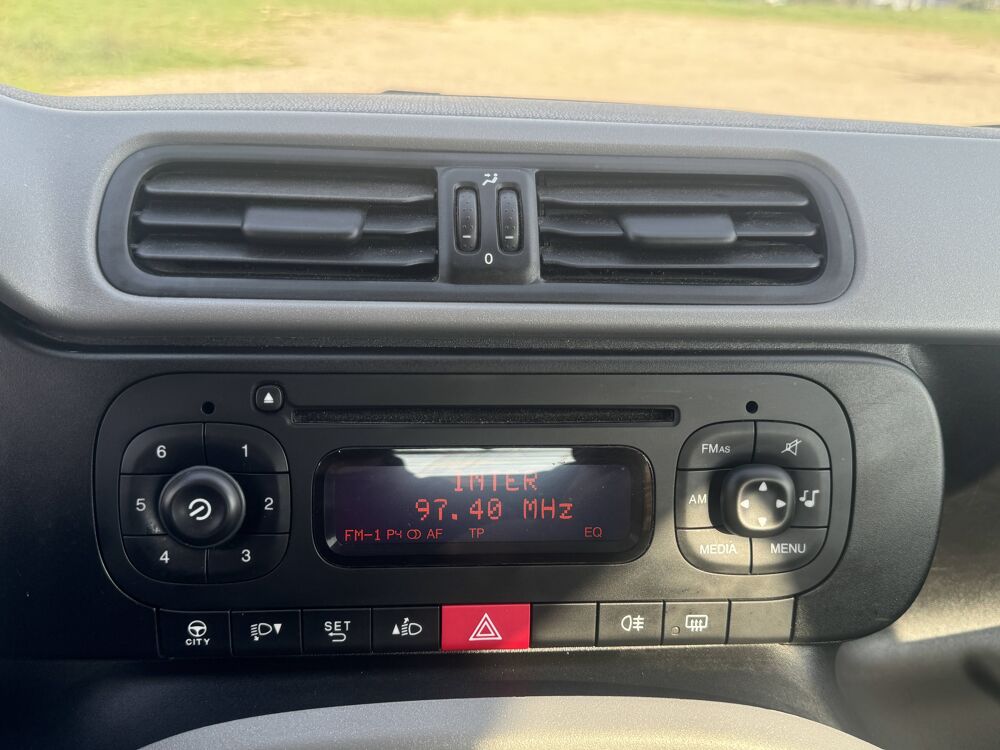 0
6 1
5 2
4 3
INTER
97.40 MHz
FM-1 P4 AF TP EQ
FMAS
AM
MEDIA MENU
CITY
SET